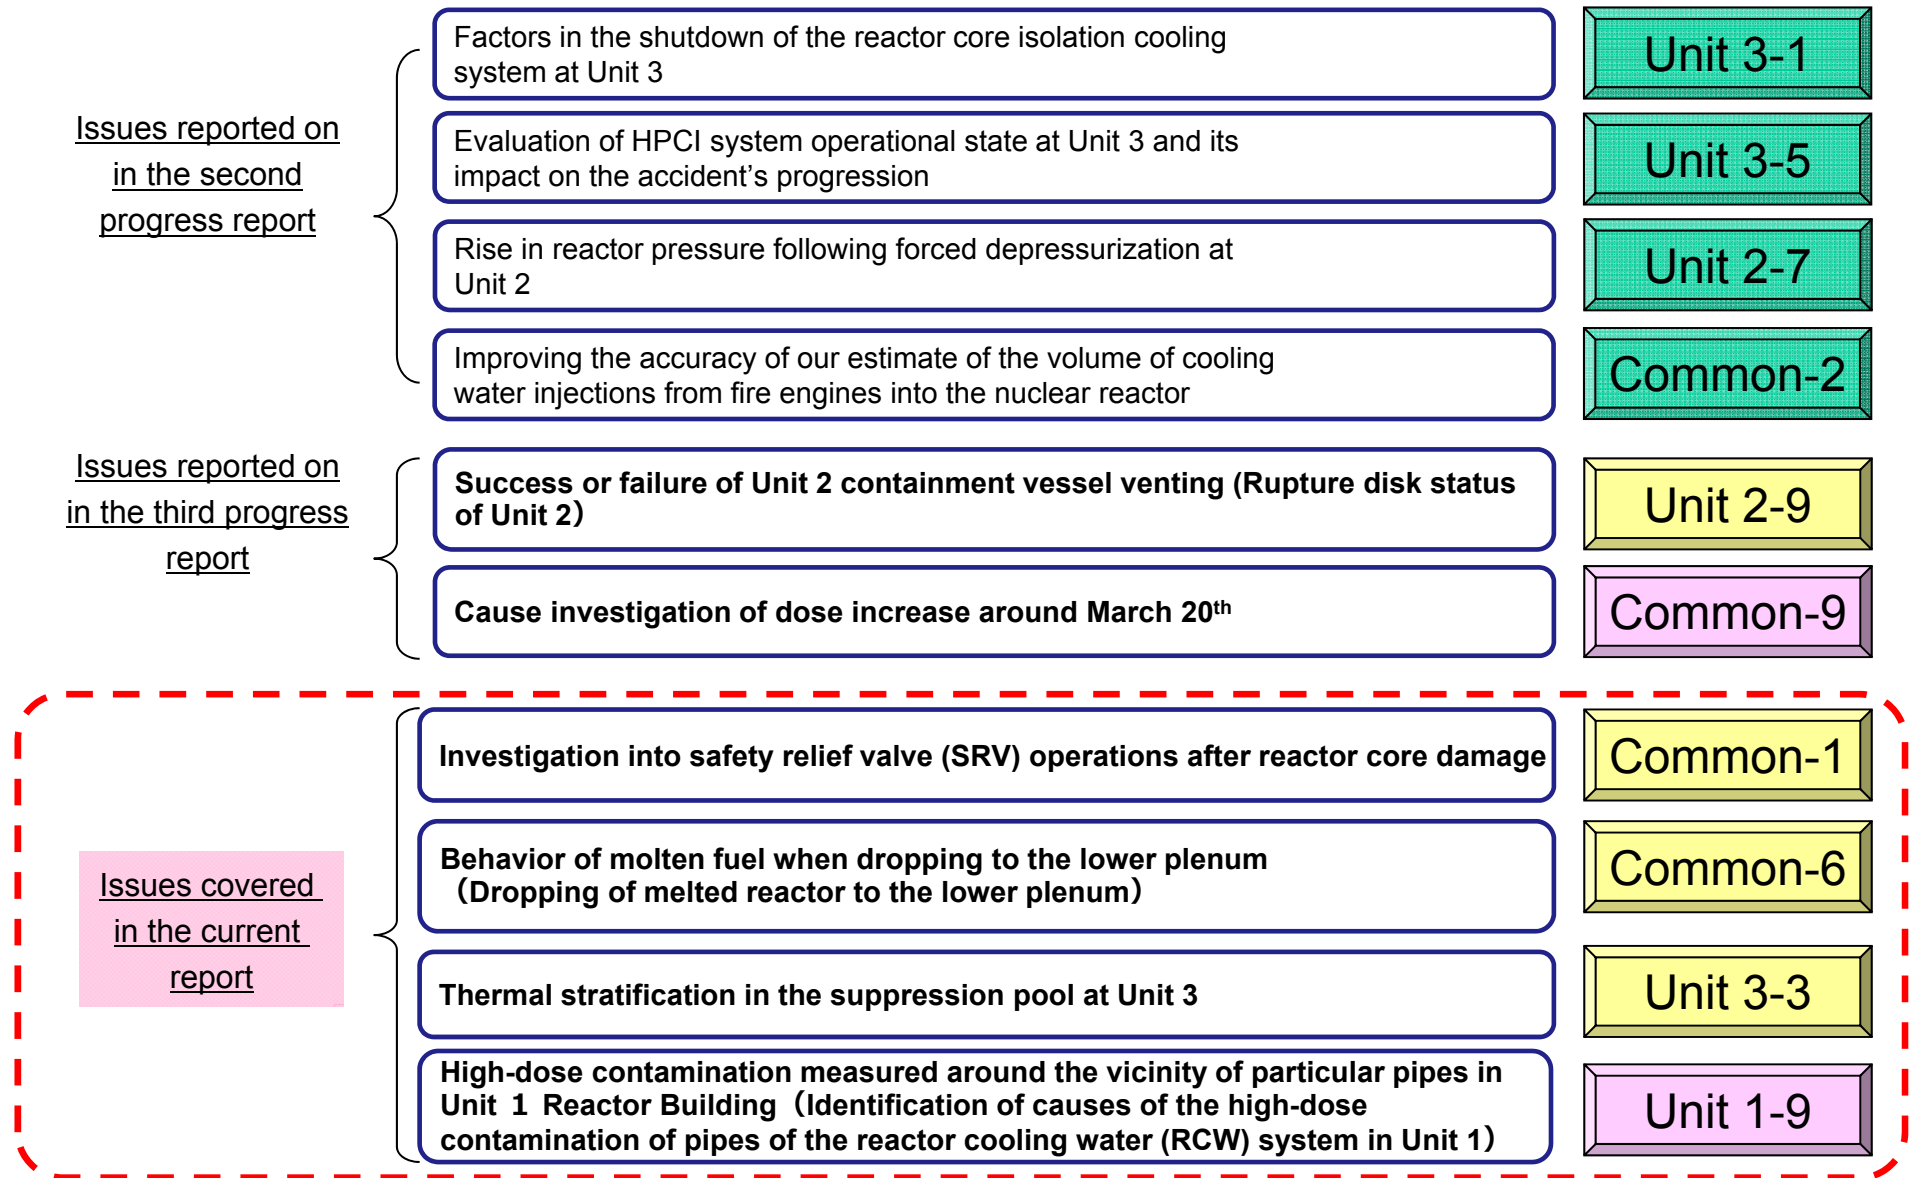 Issues reported on
in the second
progress report
Factors in the shutdown of the reactor core isolation cooling
system at Unit 3
Unit 3-1
Evaluation of HPCI system operational state at Unit 3 and its
impact on the accident's progression
Unit 3-5
Rise in reactor pressure following forced depressurization at
Unit 2
Unit 2-7
Improving the accuracy of our estimate of the volume of cooling
water injections from fire engines into the nuclear reactor
Common-2
Issues reported on
in the third progress
report
Success or failure of Unit 2 containment vessel venting (Rupture disk status
of Unit 2）
Unit 2-9
Cause investigation of dose increase around March 20th
Common-9
Issues covered
in the current
report
Investigation into safety relief valve (SRV) operations after reactor core damage
Common-1
Behavior of molten fuel when dropping to the lower plenum
（Dropping of melted reactor to the lower plenum）
Common-6
Thermal stratification in the suppression pool at Unit 3
Unit 3-3
High-dose contamination measured around the vicinity of particular pipes in
Unit １ Reactor Building（Identification of causes of the high-dose
contamination of pipes of the reactor cooling water (RCW) system in Unit 1）
Unit 1-9